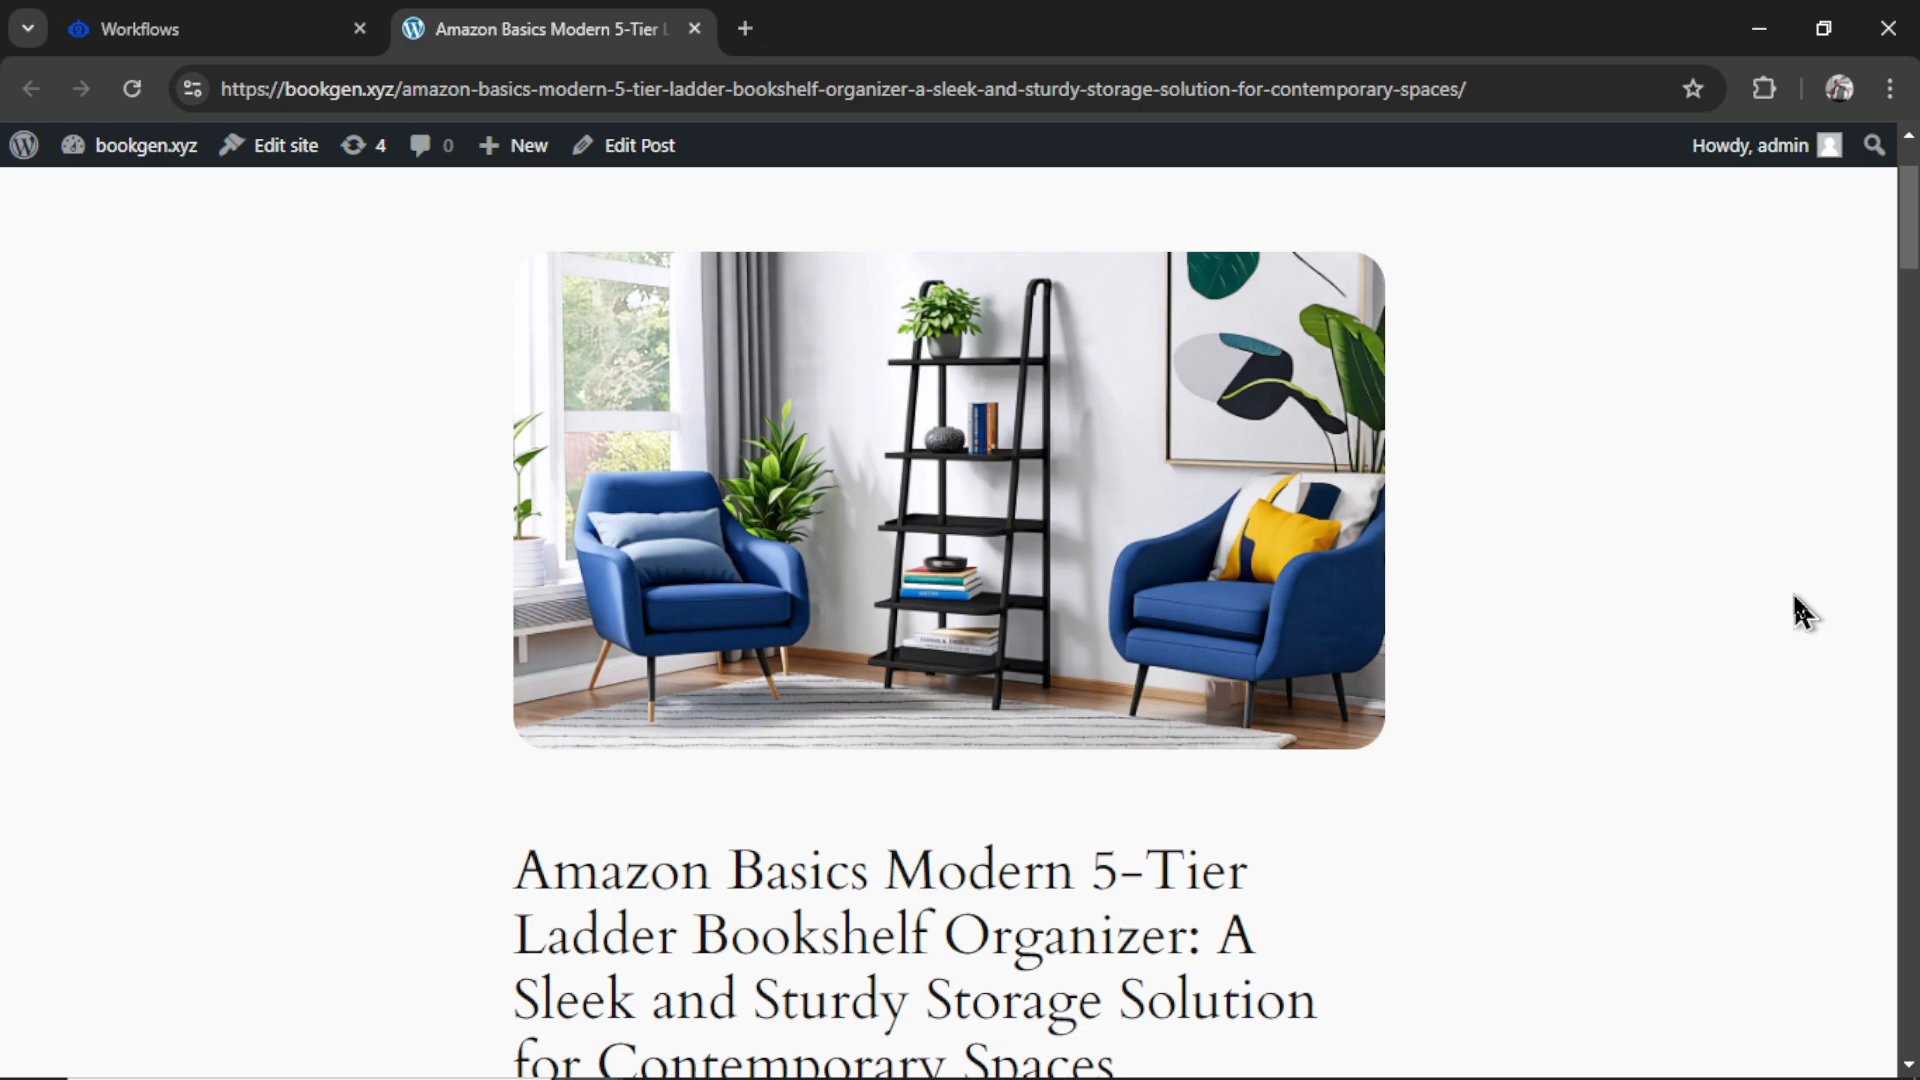 Workflows
Amazon Basics Modern 5-Tier L
https://bookgen.xyz/amazon-basics-modern-5-tier-ladder-bookshelf-organizer-a-sleek-and-sturdy-storage-solution-for-contemporary-spaces/
bookgen.xyz Edit site 4 0 New Edit Post Howdy, admin
Amazon Basics Modern 5-Tier
Ladder Bookshelf Organizer: A
Sleek and Sturdy Storage Solution
for Contemporary Spaces